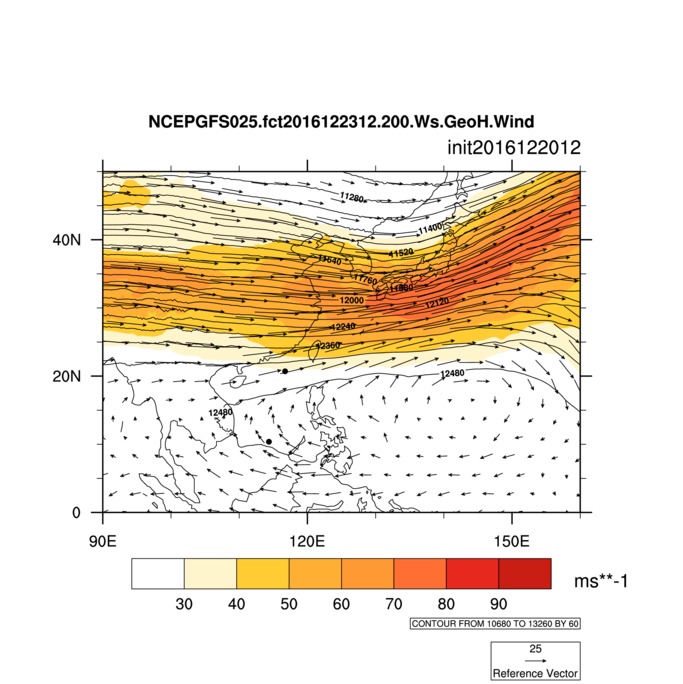 NCEPGFS025.fct2016122312.200.Ws.GeoH.Wind
init2016122012
11280
11400
40N
11520
11640
11760
12000
12120
12240
12360
20N
12480
12480
0
90E 120E 150E
ms**-1
30 40 50 60 70 80 90
CONTOUR FROM 10680 TO 13260 BY 60
25
Reference Vector